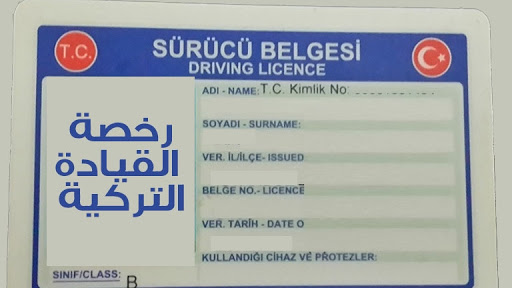 T.C.
SÜRÜCÜ BELGESİ
DRIVING LICENCE
ADI - NAME: T.C. Kimlik No:
SOYADI - SURNAME:
VER. İL/İLÇE- ISSUED
BELGE NO.- LICENCE
VER. TARİH - DATE O
KULLANDIĞI CİHAZ VE PROTEZLER:
رخصة
القيادة
التركية
SINIF/CLASS: B